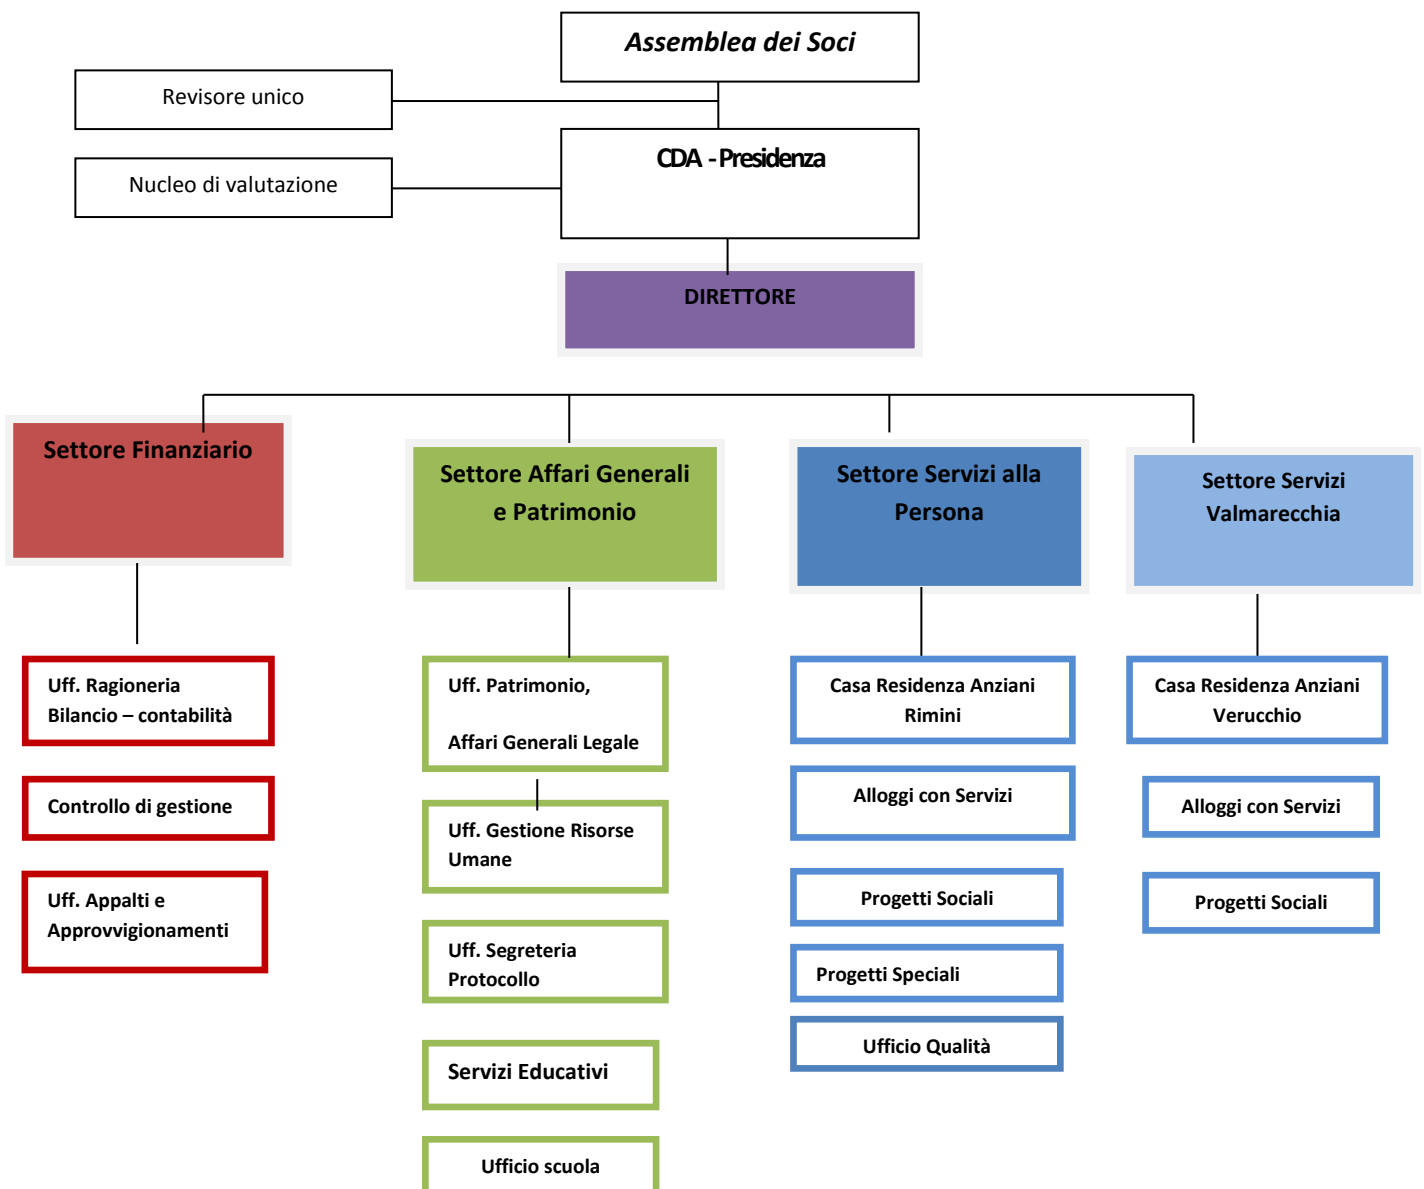 Assemblea dei Soci
Revisore unico
CDA - Presidenza
Nucleo di valutazione
DIRETTORE
Settore Finanziario
Settore Affari Generali
e Patrimonio
Settore Servizi alla
Persona
Settore Servizi
Valmarecchia
Uff. Ragioneria
Bilancio – contabilità
Controllo di gestione
Uff. Appalti e
Approvvigionamenti
Uff. Patrimonio,
Affari Generali Legale
Uff. Gestione Risorse
Umane
Uff. Segreteria
Protocollo
Servizi Educativi
Ufficio scuola
Casa Residenza Anziani
Rimini
Alloggi con Servizi
Progetti Sociali
Progetti Speciali
Ufficio Qualità
Casa Residenza Anziani
Verucchio
Alloggi con Servizi
Progetti Sociali